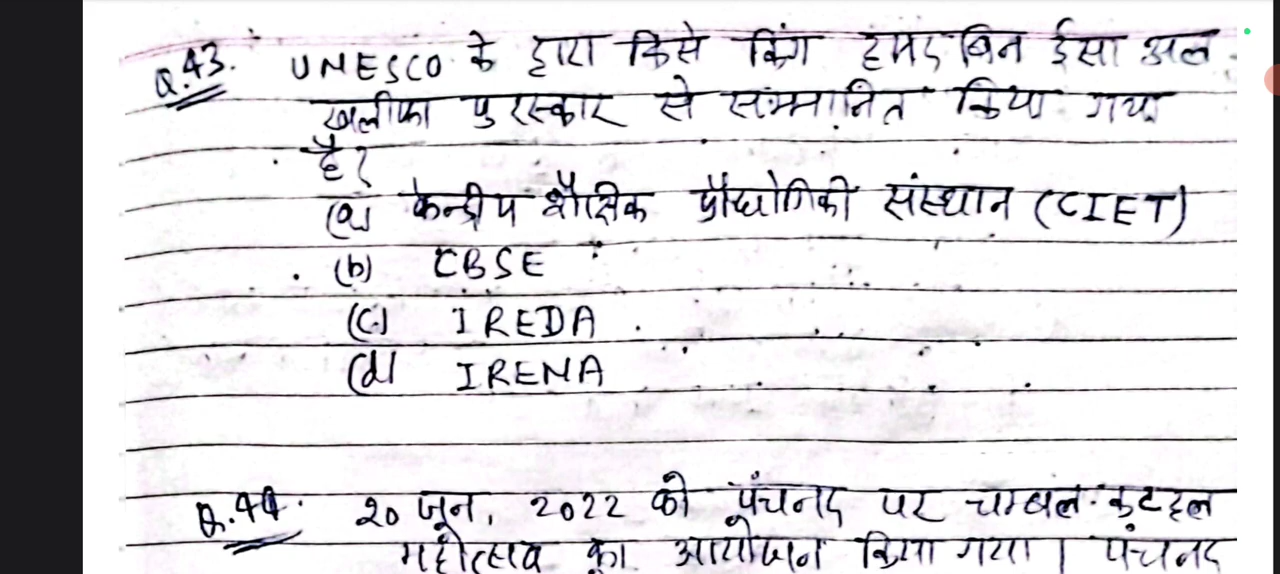 Q.43. UNESCO के द्वारा किसे किंग हमद बिन ईसा अल
खलीफा पुरस्कार से सम्मानित किया गया
है?
(a) केन्द्रीय शैक्षिक प्रौद्योगिकी संस्थान (CIET)
(b) CBSE
(c) IREDA
(d) IRENA
Q.44. 20 जून, 2022 को पंचनद पर चम्बल कटहल
महोत्सव का आयोजन किया गया। पंचनद